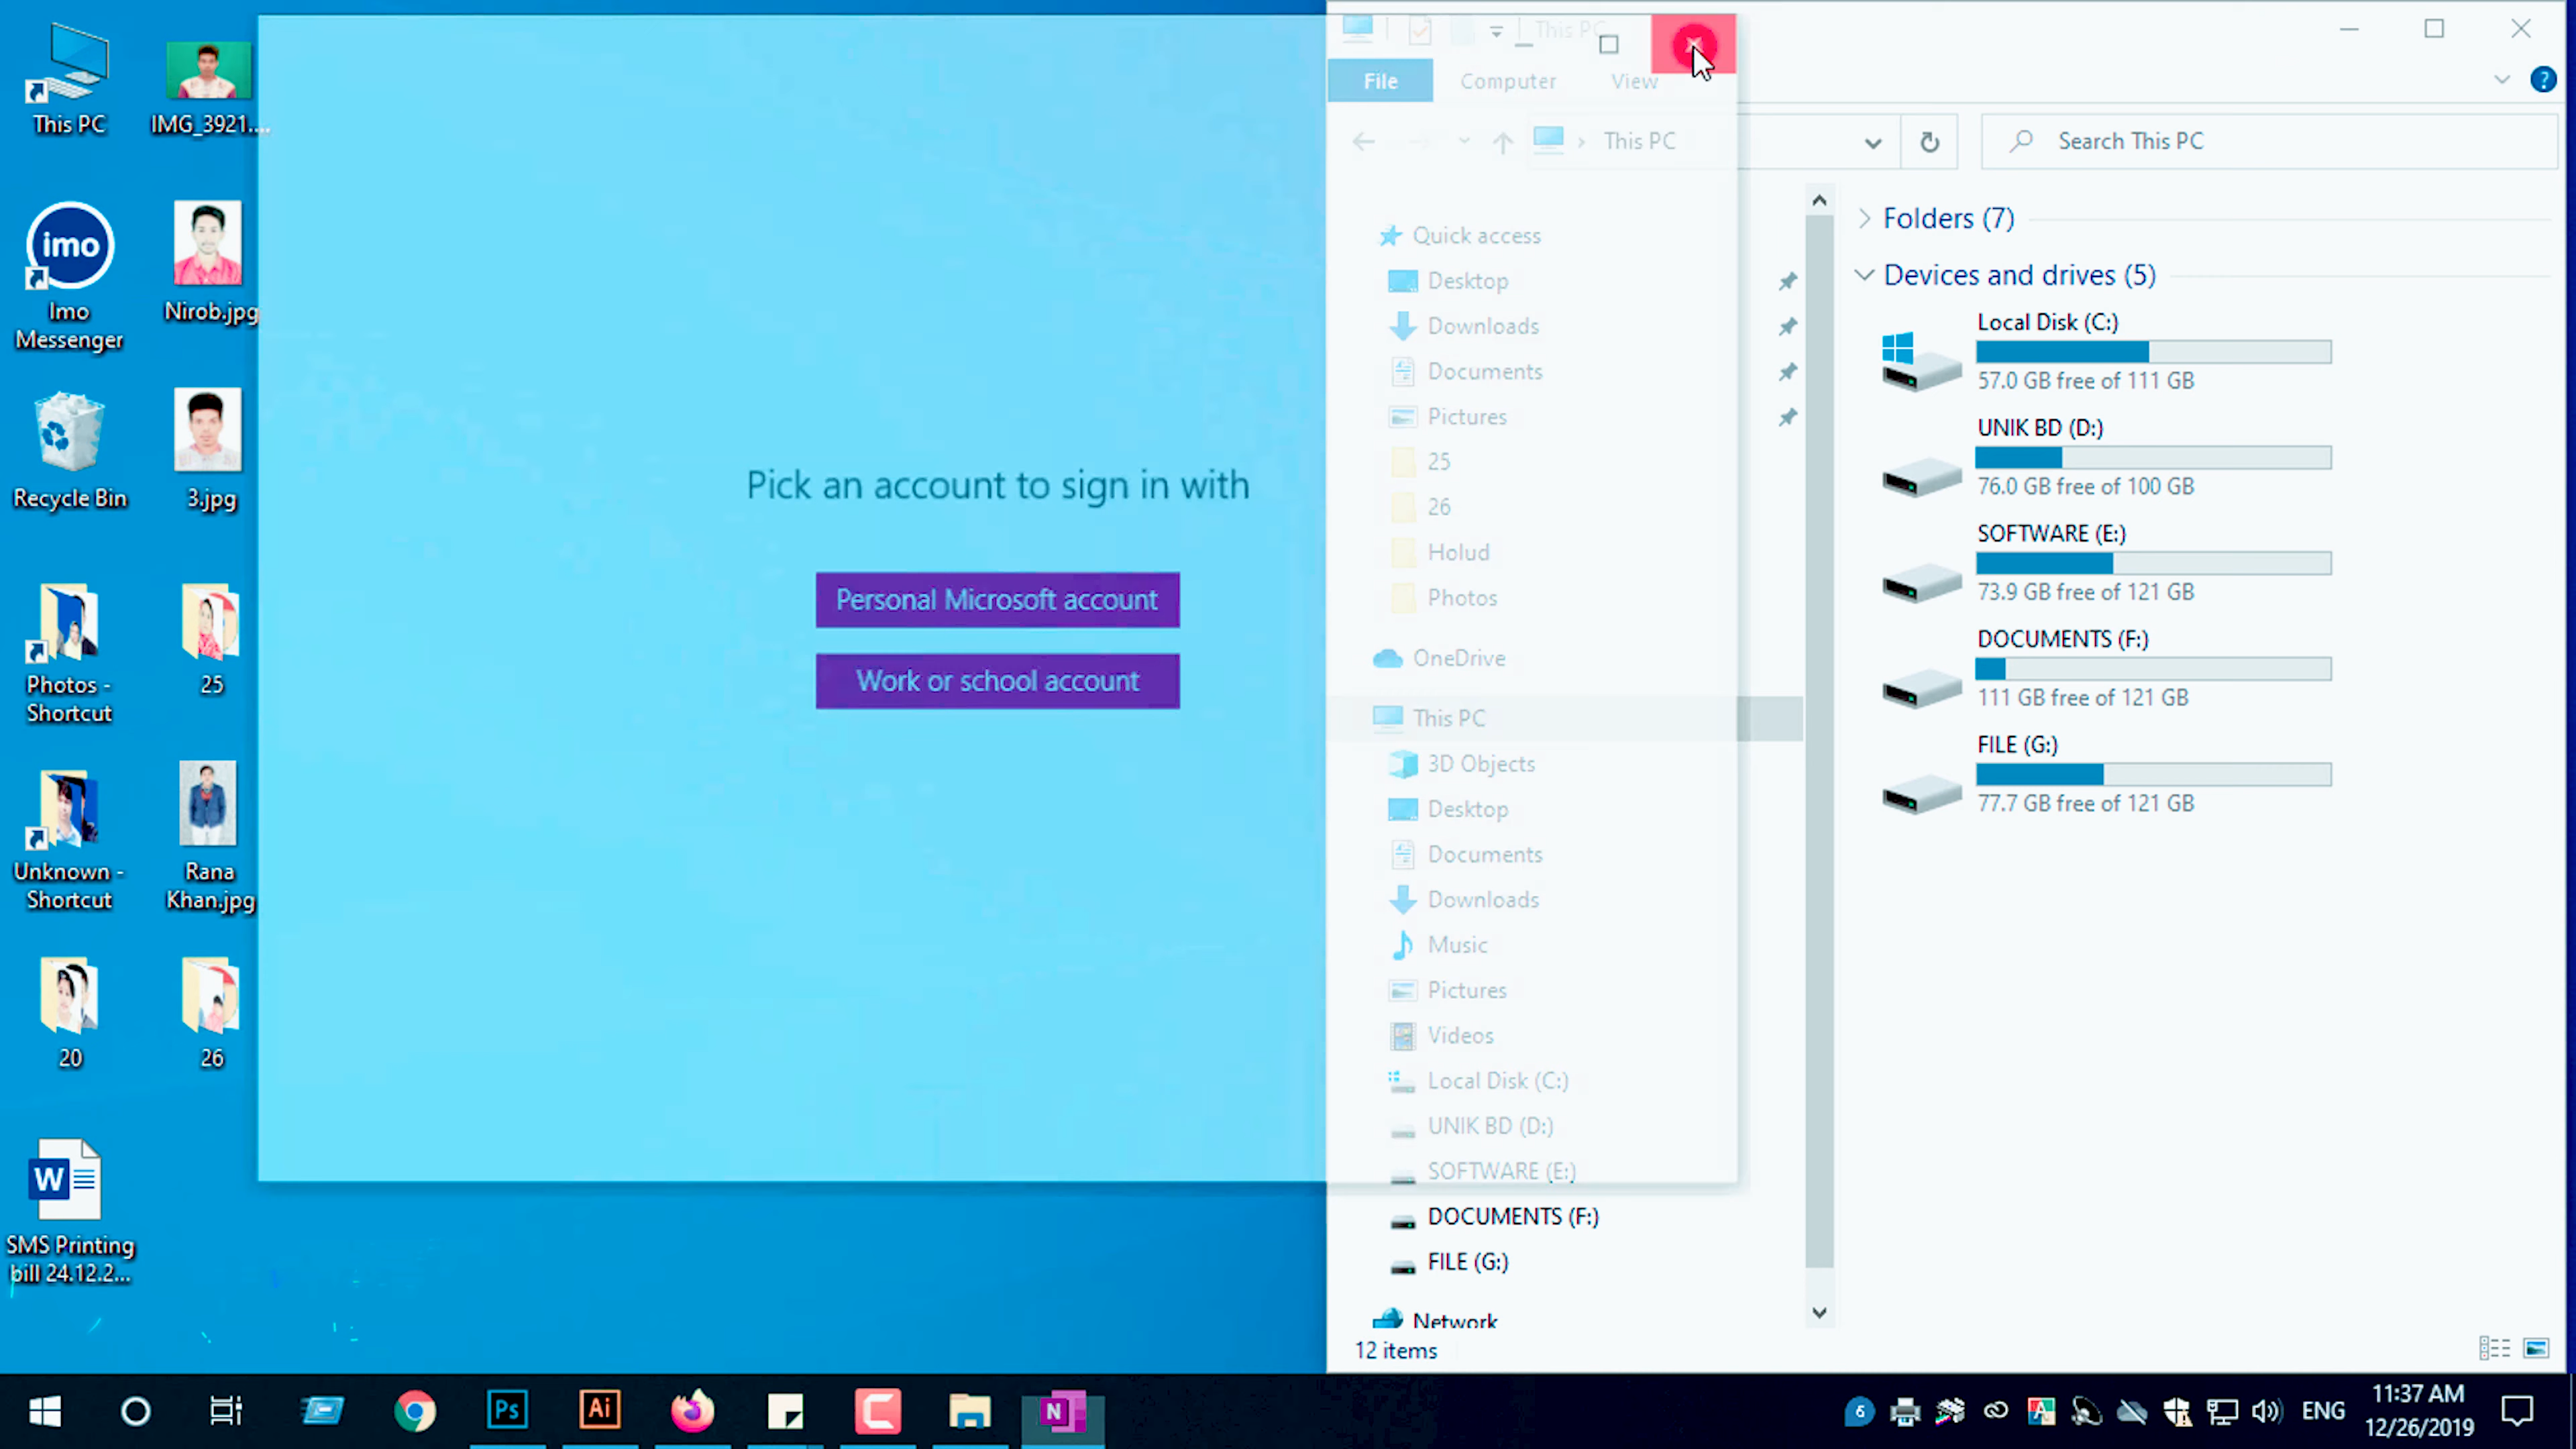 This PC
IMG_3921....
imo
Imo
Messenger
Nirob.jpg
Recycle Bin
3.jpg
Photos -
Shortcut
25
Unknown -
Shortcut
Rana
Khan.jpg
20
26
W
SMS Printing
bill 24.12.2...
Pick an account to sign in with
Personal Microsoft account
Work or school account
This PC
File
Computer
View
?
This PC
Search This PC
Quick access
Desktop
Downloads
Documents
Pictures
25
26
Holud
Photos
OneDrive
This PC
3D Objects
Desktop
Documents
Downloads
Music
Pictures
Videos
Local Disk (C:)
UNIK BD (D:)
SOFTWARE (E:)
DOCUMENTS (F:)
FILE (G:)
Network
12 items
Folders (7)
Devices and drives (5)
Local Disk (C:)
57.0 GB free of 111 GB
UNIK BD (D:)
76.0 GB free of 100 GB
SOFTWARE (E:)
73.9 GB free of 121 GB
DOCUMENTS (F:)
111 GB free of 121 GB
FILE (G:)
77.7 GB free of 121 GB
Ps
Ai
N
6
A
ENG
11:37 AM
12/26/2019